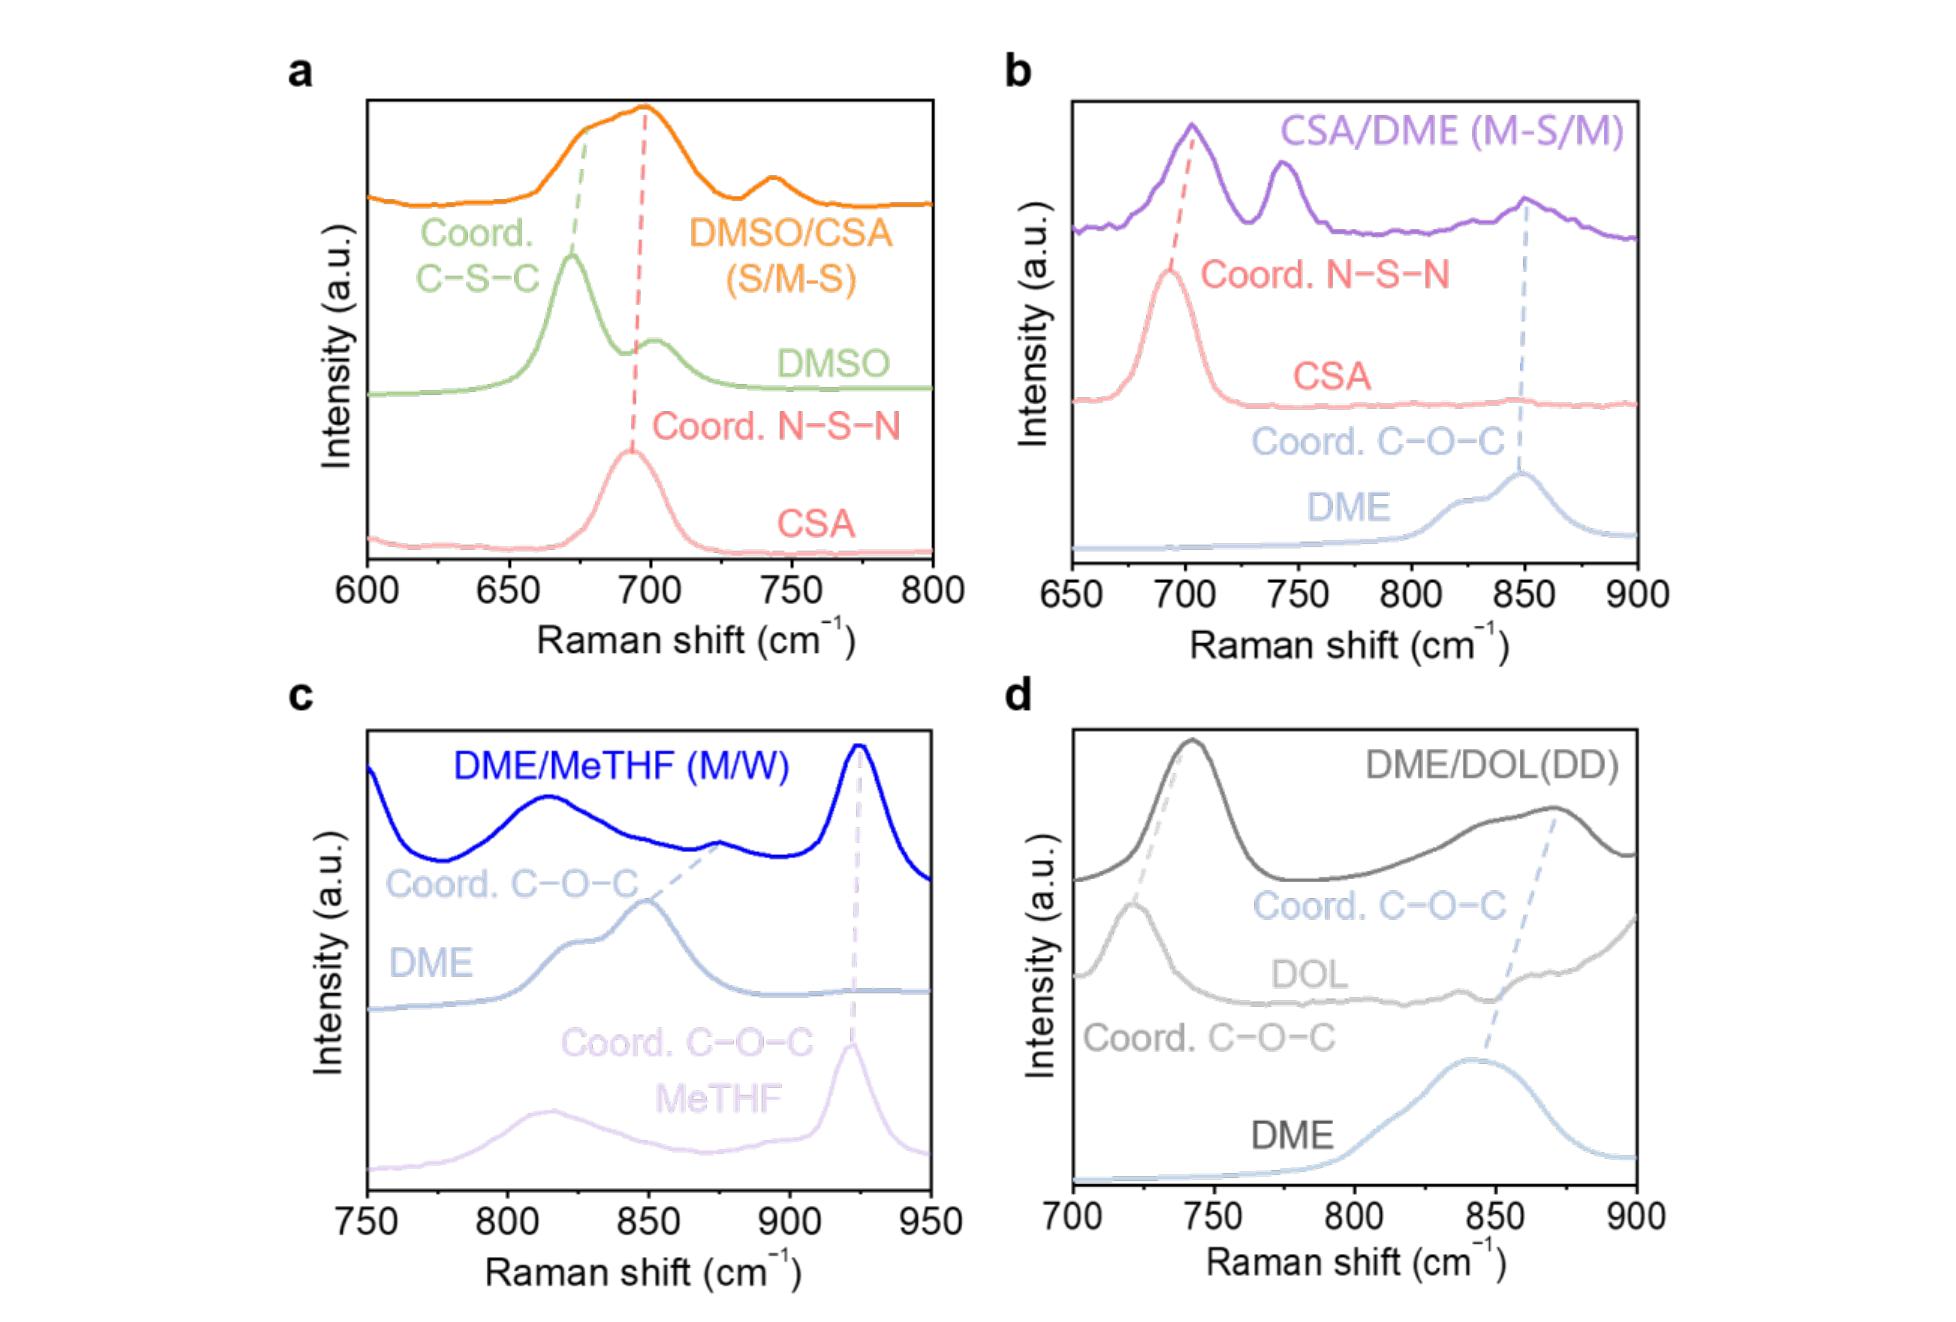 a
Intensity (a.u.)
Coord.
C−S−C
DMSO/CSA
(S/M-S)
DMSO
Coord. N−S−N
CSA
600 650 700 750 800
Raman shift (cm−1)
b
Intensity (a.u.)
CSA/DME (M-S/M)
Coord. N−S−N
CSA
Coord. C−O−C
DME
650 700 750 800 850 900
Raman shift (cm−1)
c
Intensity (a.u.)
DME/MeTHF (M/W)
Coord. C−O−C
DME
Coord. C−O−C
MeTHF
750 800 850 900 950
Raman shift (cm−1)
d
Intensity (a.u.)
DME/DOL(DD)
Coord. C−O−C
DOL
Coord. C−O−C
DME
700 750 800 850 900
Raman shift (cm−1)